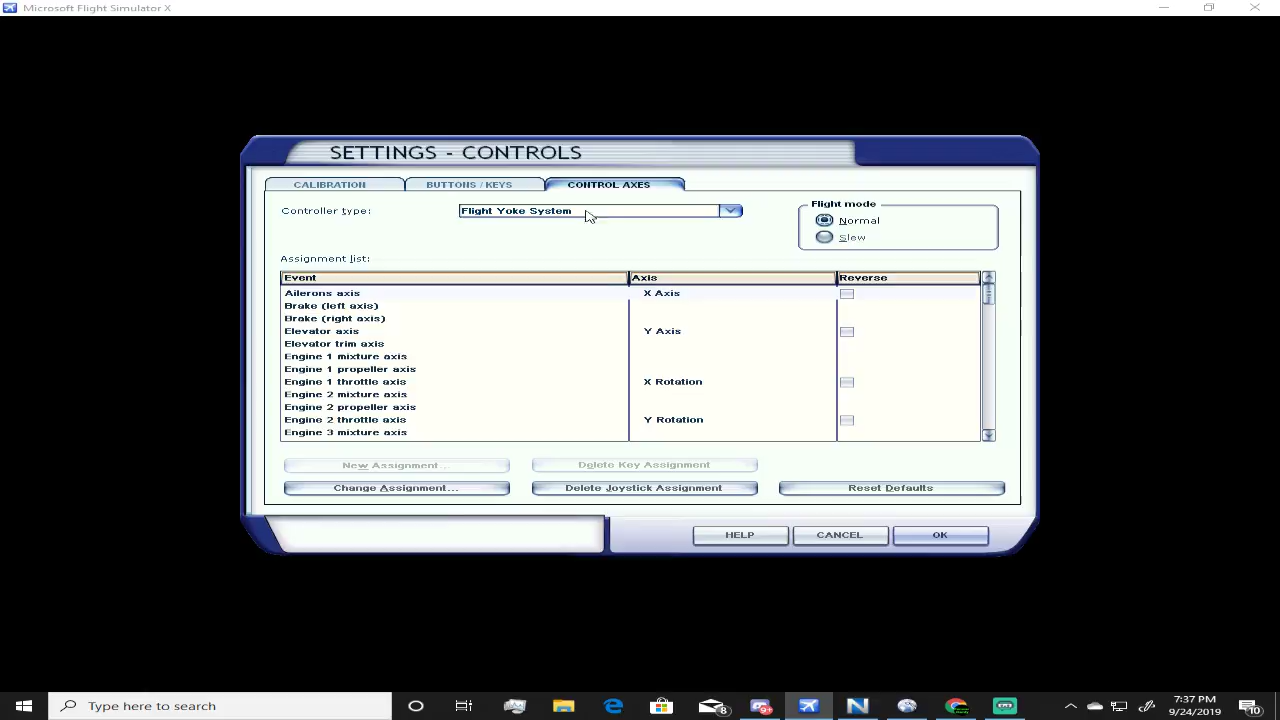 Microsoft Flight Simulator X
SETTINGS - CONTROLS
CALIBRATION BUTTONS / KEYS CONTROL AXES
Controller type: Flight Yoke System
Flight mode
Normal
Slew
Assignment list:
Event Axis Reverse
Ailerons axis X Axis
Brake (left axis)
Brake (right axis)
Elevator axis Y Axis
Elevator trim axis
Engine 1 mixture axis
Engine 1 propeller axis
Engine 1 throttle axis X Rotation
Engine 2 mixture axis
Engine 2 propeller axis
Engine 2 throttle axis Y Rotation
Engine 3 mixture axis
New Assignment... Delete Key Assignment
Change Assignment... Delete Joystick Assignment Reset Defaults
HELP CANCEL OK
Type here to search
8
9+
7:37 PM
9/24/2019
10